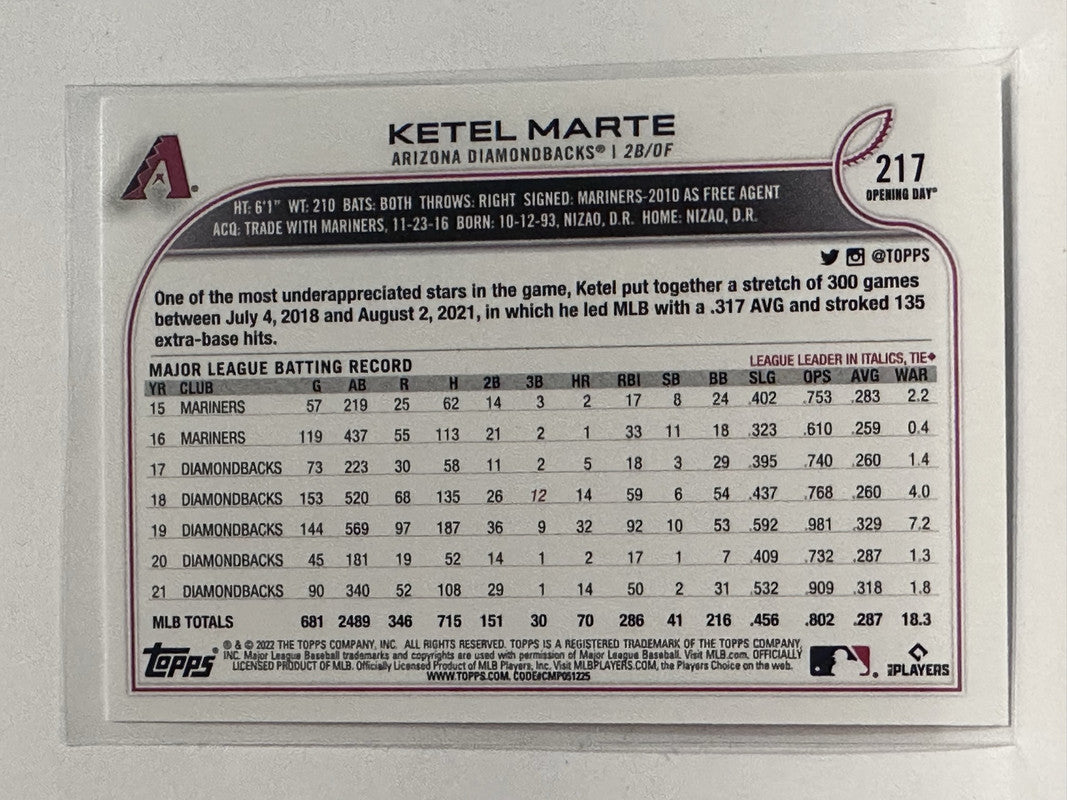 KETEL MARTE
ARIZONA DIAMONDBACKS® | 2B/OF
A
217
OPENING DAY®
HT: 6'1" WT: 210 BATS: BOTH THROWS: RIGHT SIGNED: MARINERS-2010 AS FREE AGENT
ACQ: TRADE WITH MARINERS, 11-23-16 BORN: 10-12-93, NIZAO, D.R. HOME: NIZAO, D.R.
@TOPPS
One of the most underappreciated stars in the game, Ketel put together a stretch of 300 games
between July 4, 2018 and August 2, 2021, in which he led MLB with a .317 AVG and stroked 135
extra-base hits.
MAJOR LEAGUE BATTING RECORD LEAGUE LEADER IN ITALICS, TIE◆
YR CLUB G AB R H 2B 3B HR RBI SB BB SLG OPS AVG WAR
15 MARINERS 57 219 25 62 14 3 2 17 8 24 .402 .753 .283 2.2
16 MARINERS 119 437 55 113 21 2 1 33 11 18 .323 .610 .259 0.4
17 DIAMONDBACKS 73 223 30 58 11 2 5 18 3 29 .395 .740 .260 1.4
18 DIAMONDBACKS 153 520 68 135 26 12 14 59 6 54 .437 .768 .260 4.0
19 DIAMONDBACKS 144 569 97 187 36 9 32 92 10 53 .592 .981 .329 7.2
20 DIAMONDBACKS 45 181 19 52 14 1 2 17 1 7 .409 .732 .287 1.3
21 DIAMONDBACKS 90 340 52 108 29 1 14 50 2 31 .532 .909 .318 1.8
MLB TOTALS 681 2489 346 715 151 30 70 286 41 216 .456 .802 .287 18.3
Topps®
® & © 2022 THE TOPPS COMPANY, INC. ALL RIGHTS RESERVED. TOPPS IS A REGISTERED TRADEMARK OF THE TOPPS COMPANY,
INC. Major League Baseball trademarks and copyrights are used with permission of Major League Baseball. Visit MLB.com. OFFICIALLY
LICENSED PRODUCT OF MLB. Officially Licensed Product of MLB Players, Inc. Visit MLBPLAYERS.COM, the Players Choice on the web.
WWW.TOPPS.COM. CODE#CMP051225
MLB PLAYERS